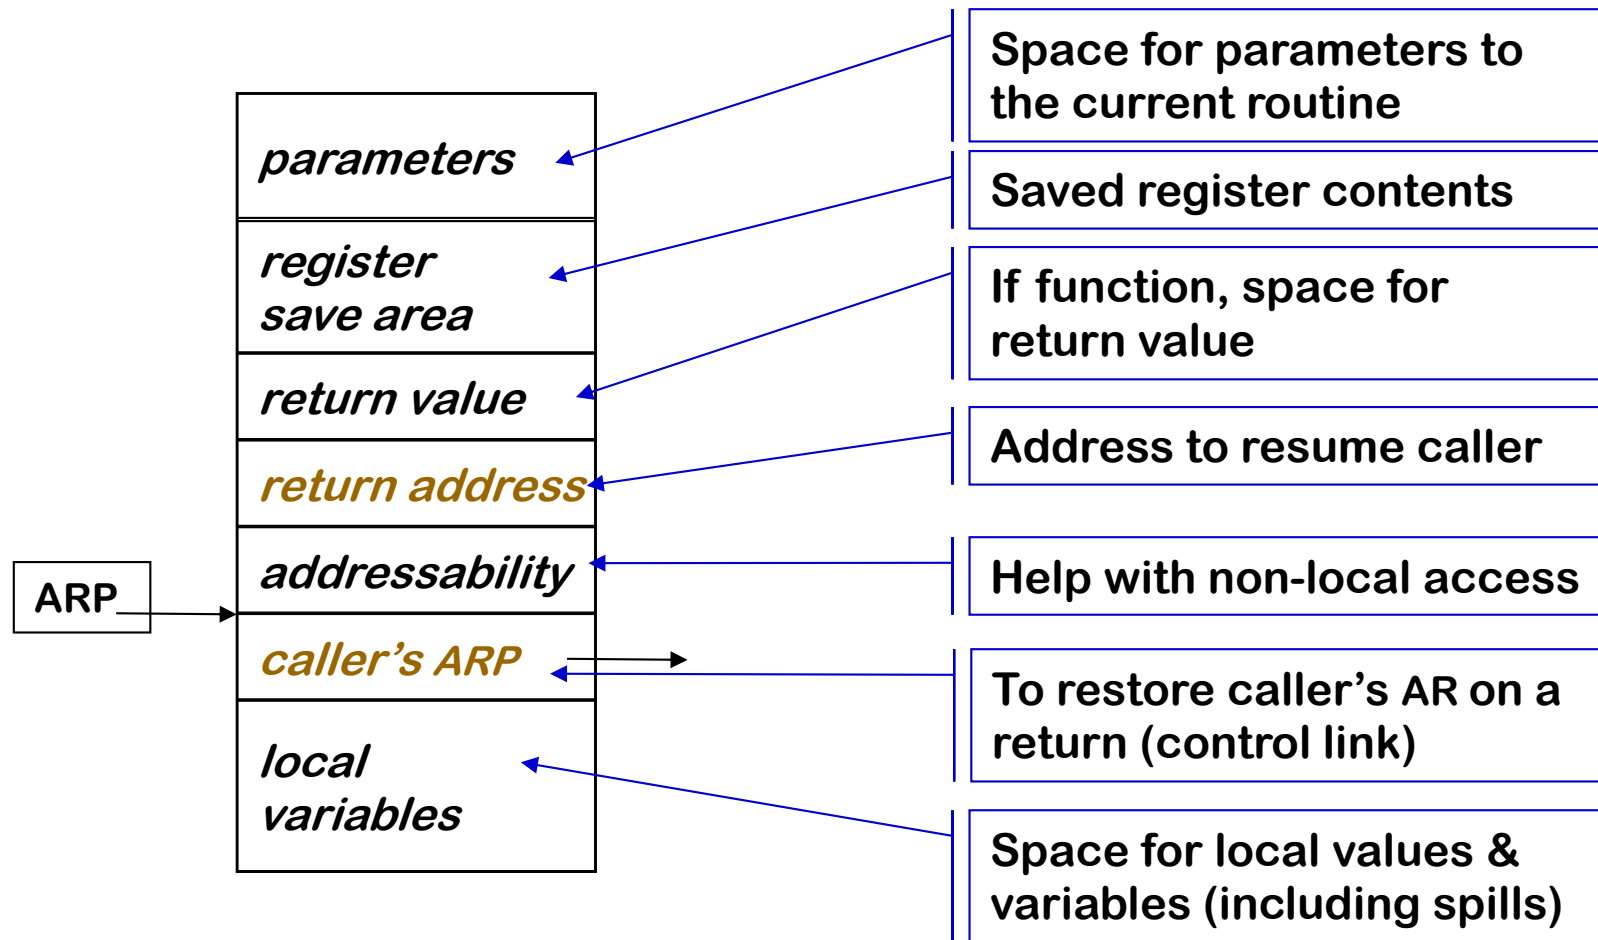 parameters
register
save area
return value
return address
addressability
ARP
caller's ARP
local
variables
Space for parameters to
the current routine
Saved register contents
If function, space for
return value
Address to resume caller
Help with non-local access
To restore caller's AR on a
return (control link)
Space for local values &
variables (including spills)